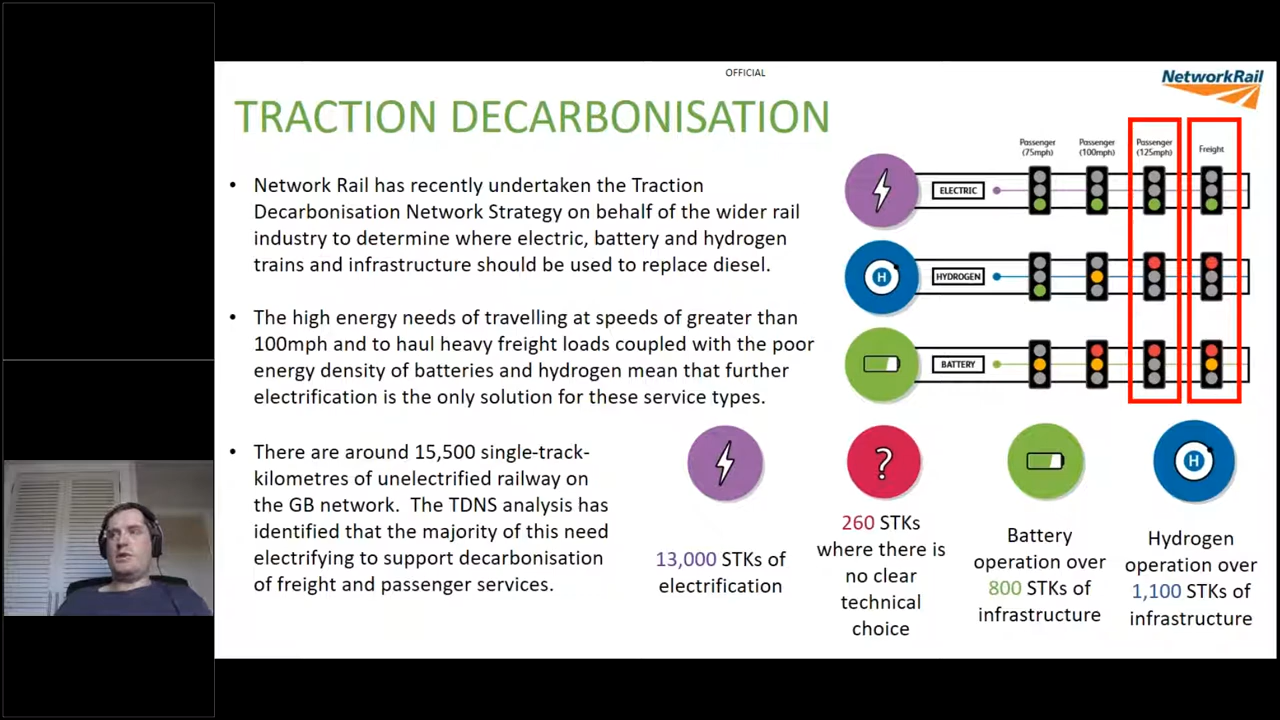 OFFICIAL
NetworkRail
TRACTION DECARBONISATION
• Network Rail has recently undertaken the Traction
Decarbonisation Network Strategy on behalf of the wider rail
industry to determine where electric, battery and hydrogen
trains and infrastructure should be used to replace diesel.
• The high energy needs of travelling at speeds of greater than
100mph and to haul heavy freight loads coupled with the poor
energy density of batteries and hydrogen mean that further
electrification is the only solution for these service types.
• There are around 15,500 single-track-
kilometres of unelectrified railway on
the GB network. The TDNS analysis has
identified that the majority of this need
electrifying to support decarbonisation
of freight and passenger services.
Passenger
(75mph)
Passenger
(100mph)
Passenger
(125mph)
Freight
ELECTRIC
H
HYDROGEN
BATTERY
13,000 STKs of
electrification
?
260 STKs
where there is
no clear
technical
choice
Battery
operation over
800 STKs of
infrastructure
H
Hydrogen
operation over
1,100 STKs of
infrastructure